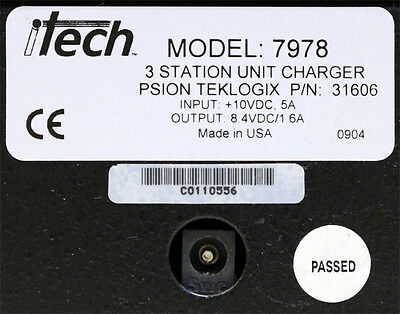 iTech™
MODEL: 7978
3 STATION UNIT CHARGER
PSION TEKLOGIX P/N: 31606
INPUT: +10VDC, 5A
OUTPUT: 8.4VDC/1.6A
Made in USA
0904
CE
C0110556
PASSED